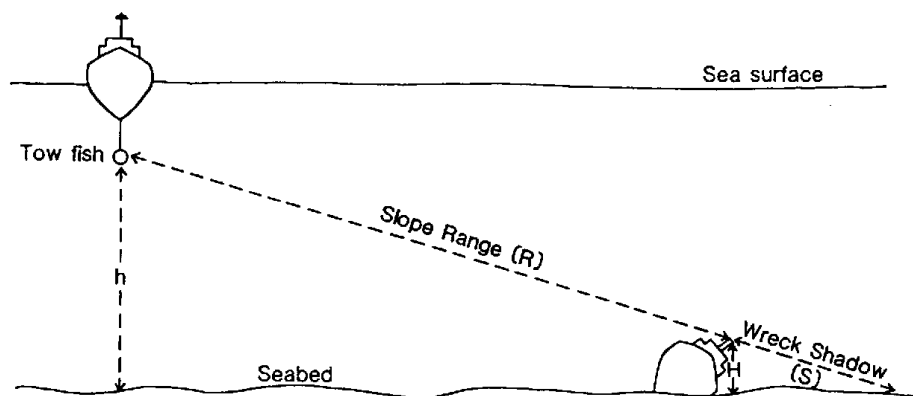 Sea surface
Tow fish
Slope Range (R)
h
Wreck Shadow
(S)
H
Seabed